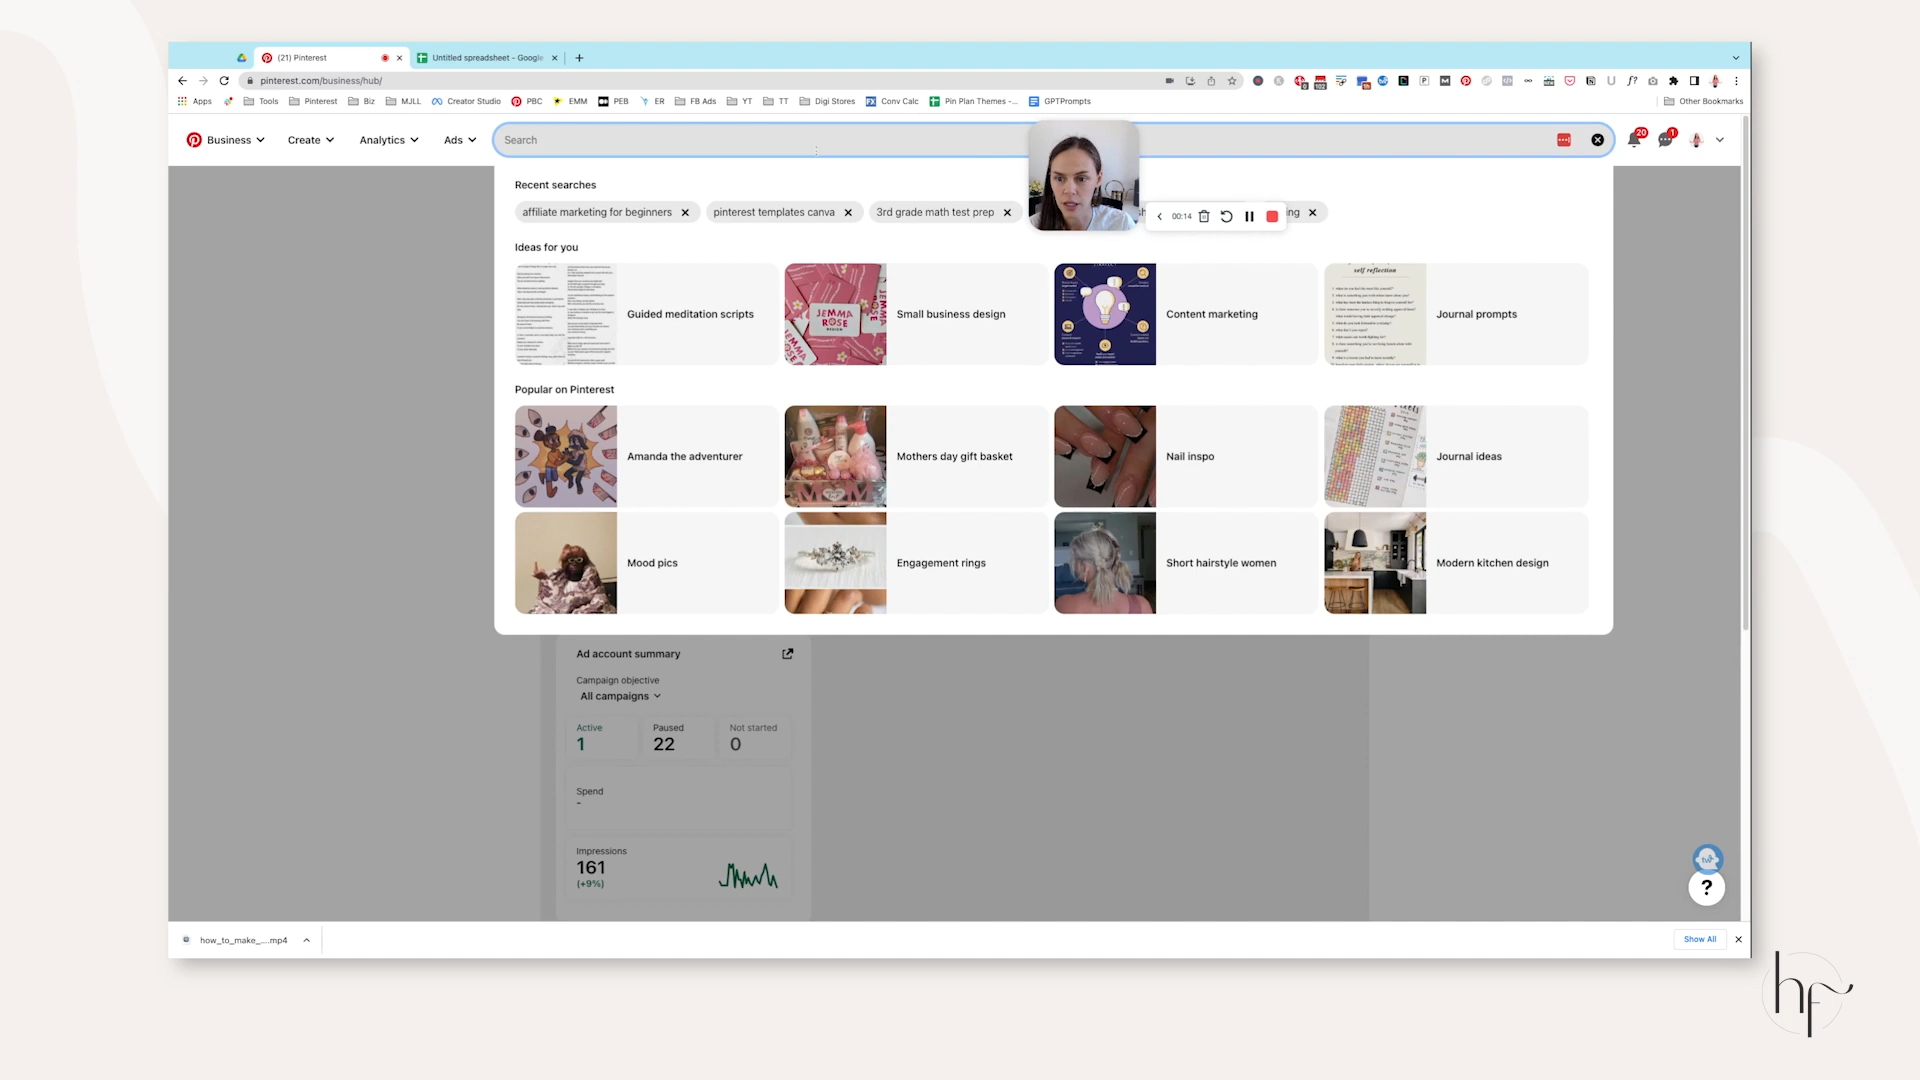 (21) Pinterest
Untitled spreadsheet - Google
pinterest.com/business/hub/
Apps Tools Pinterest Biz MJLL Creator Studio PBC EMM PEB ER FB Ads YT TT Digi Stores Conv Calc Pin Plan Themes -... GPTPrompts Other Bookmarks
Business Create Analytics Ads Search 20 1
Recent searches
affiliate marketing for beginners pinterest templates canva 3rd grade math test prep
00:14
Ideas for you
Guided meditation scripts
JEMMA
ROSE
Small business design
Content marketing
self reflection
Journal prompts
Popular on Pinterest
Amanda the adventurer
Mothers day gift basket
Nail inspo
Journal ideas
Mood pics
Engagement rings
Short hairstyle women
Modern kitchen design
Ad account summary
Campaign objective
All campaigns
Active Paused Not started
1 22 0
Spend
-
Impressions
161
(+9%)
?
how_to_make_....mp4
Show All
hf